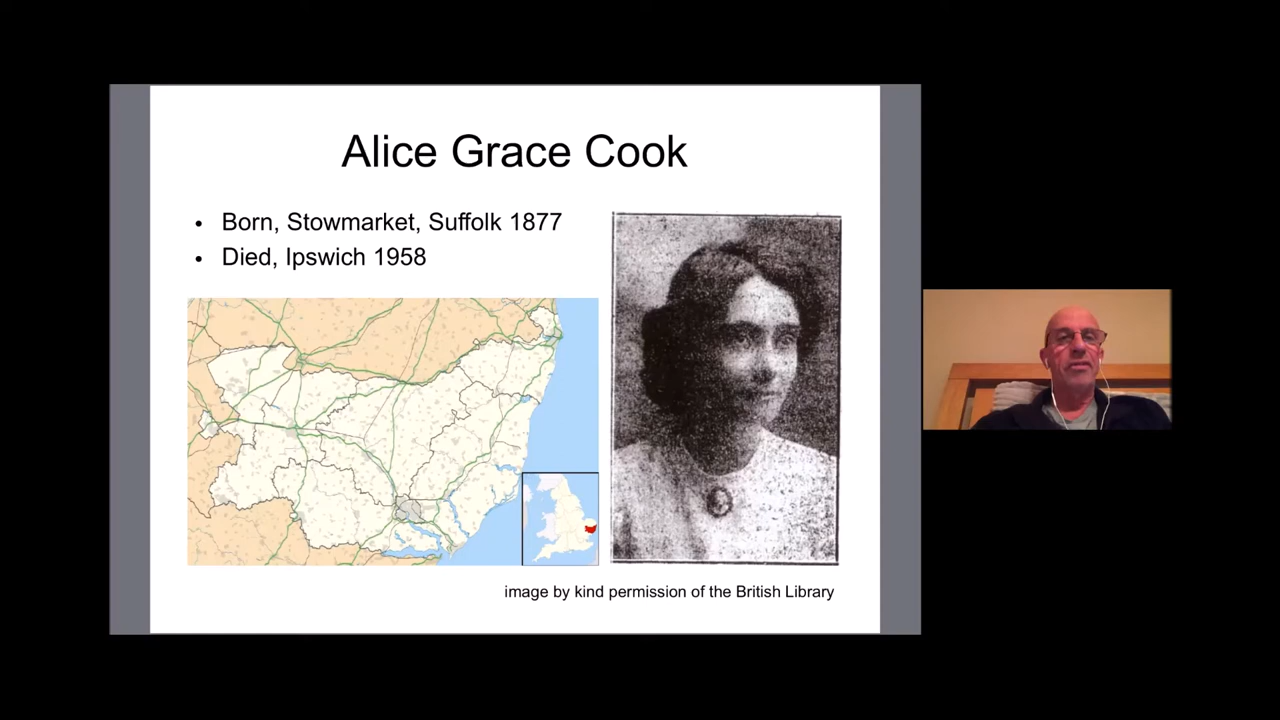 Alice Grace Cook
• Born, Stowmarket, Suffolk 1877
• Died, Ipswich 1958
image by kind permission of the British Library